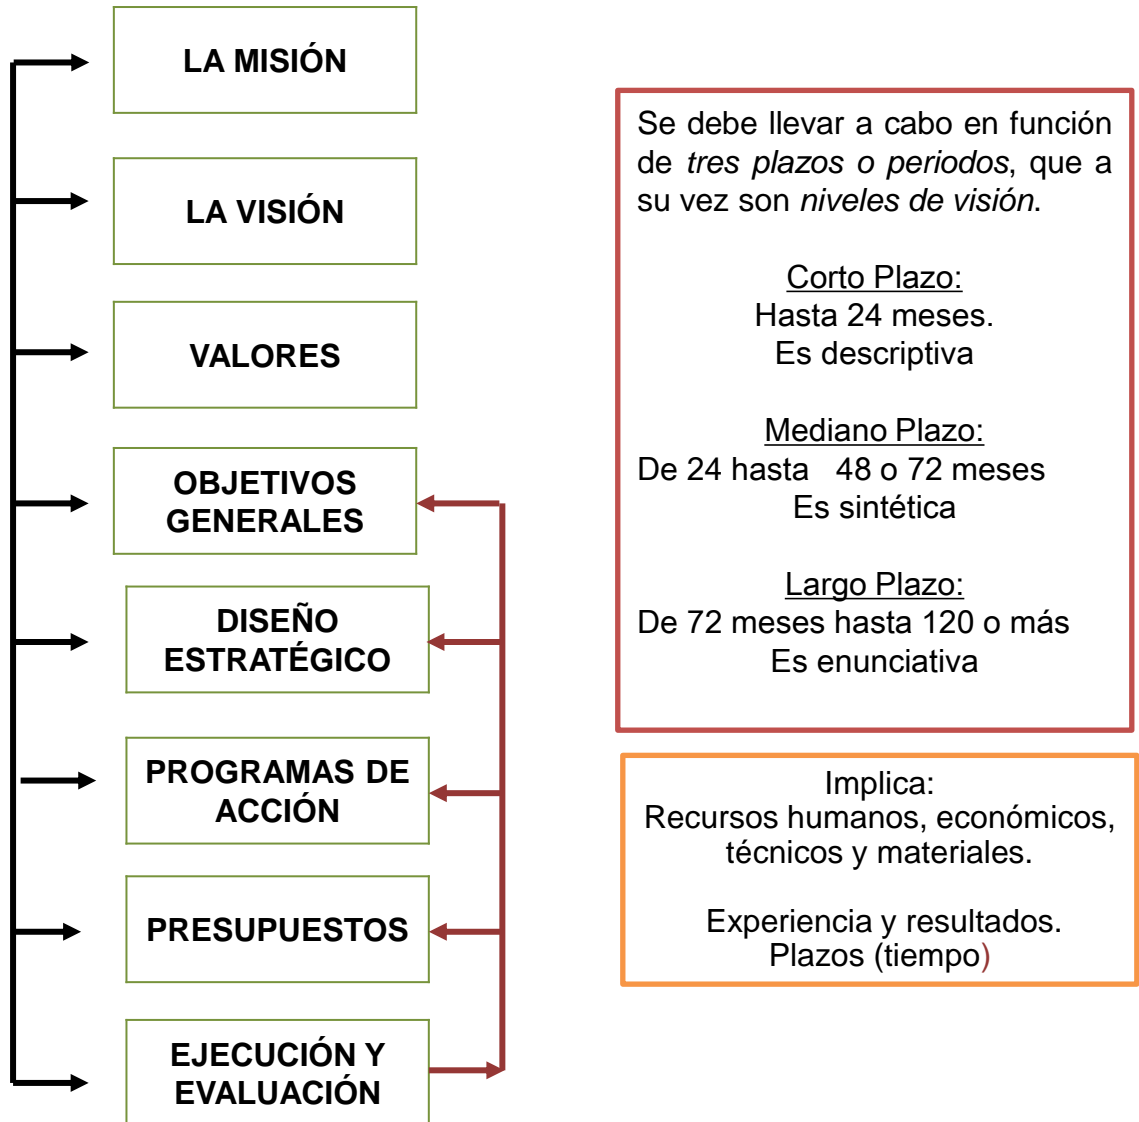 LA MISIÓN
LA VISIÓN
VALORES
OBJETIVOS
GENERALES
DISEÑO
ESTRATÉGICO
PROGRAMAS DE
ACCIÓN
PRESUPUESTOS
EJECUCIÓN Y
EVALUACIÓN
Se debe llevar a cabo en función
de tres plazos o periodos, que a
su vez son niveles de visión.
Corto Plazo:
Hasta 24 meses.
Es descriptiva
Mediano Plazo:
De 24 hasta 48 o 72 meses
Es sintética
Largo Plazo:
De 72 meses hasta 120 o más
Es enunciativa
Implica:
Recursos humanos, económicos,
técnicos y materiales.
Experiencia y resultados.
Plazos (tiempo)